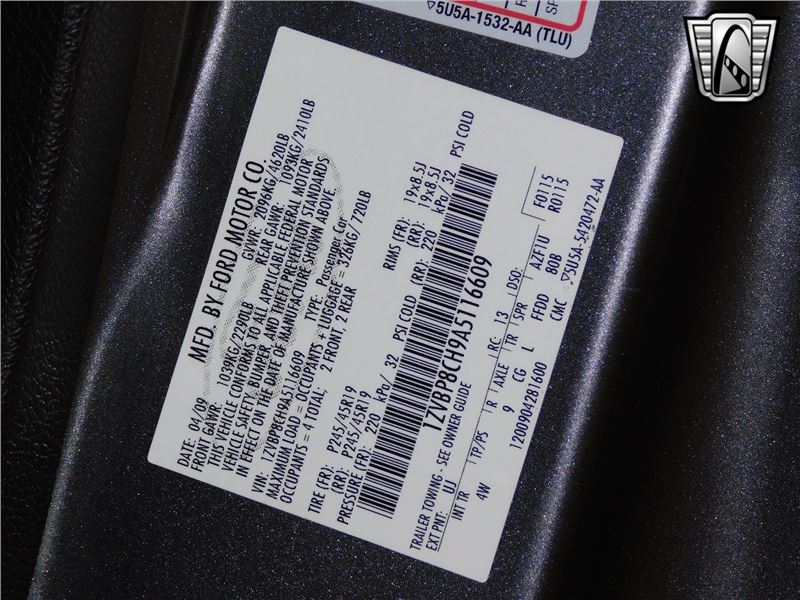 5U5A-1532-AA (TLU)
MFD. BY FORD MOTOR CO.
DATE: 04/09 GVWR: 2096KG/4620LB
FRONT GAWR: 1039KG/2290LB REAR GAWR: 1093KG/2410LB
THIS VEHICLE CONFORMS TO ALL APPLICABLE FEDERAL MOTOR
VEHICLE SAFETY, BUMPER, AND THEFT PREVENTION STANDARDS
IN EFFECT ON THE DATE OF MANUFACTURE SHOWN ABOVE.
VIN: 1ZVBP8CH9A5116609 TYPE: Passenger Car
MAXIMUM LOAD = OCCUPANTS + LUGGAGE = 326KG/720LB
OCCUPANTS = 4 TOTAL: 2 FRONT, 2 REAR
TIRE (FR): P245/45R19 RIMS (FR): 19x8.5J
(RR): P245/45R19 (RR): 19x8.5J
PRESSURE (FR): 220 kPa/ 32 PSI COLD (RR): 220 kPa/ 32 PSI COLD
1ZVBP8CH9A5116609
TRAILER TOWING - SEE OWNER GUIDE
EXT PNT: UJ RC: 13 DSO: F0115
R0115
INT TR TP/PS R AXLE TR SPR AZF1U
4W 9 CG L FFDD BOB
12009042B1600 CMC 5U5A-5420472-AA